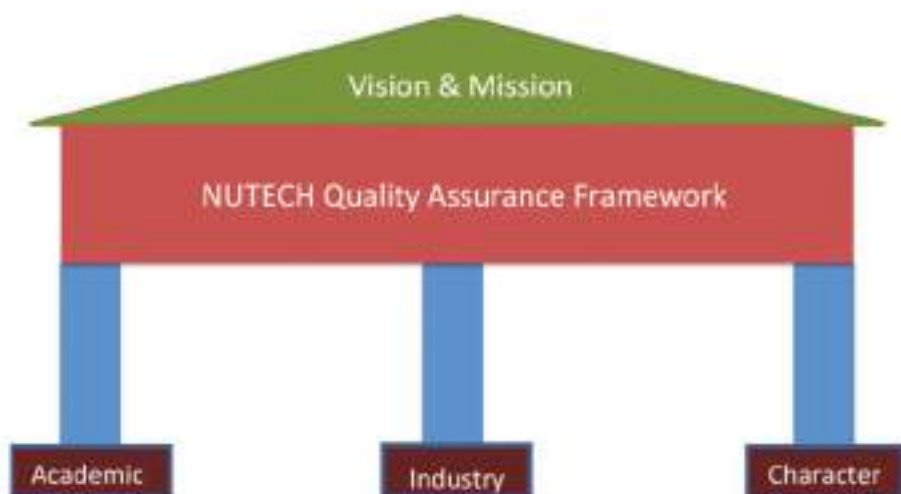 Vision & Mission
NUTECH Quality Assurance Framework
Academic
Industry
Character